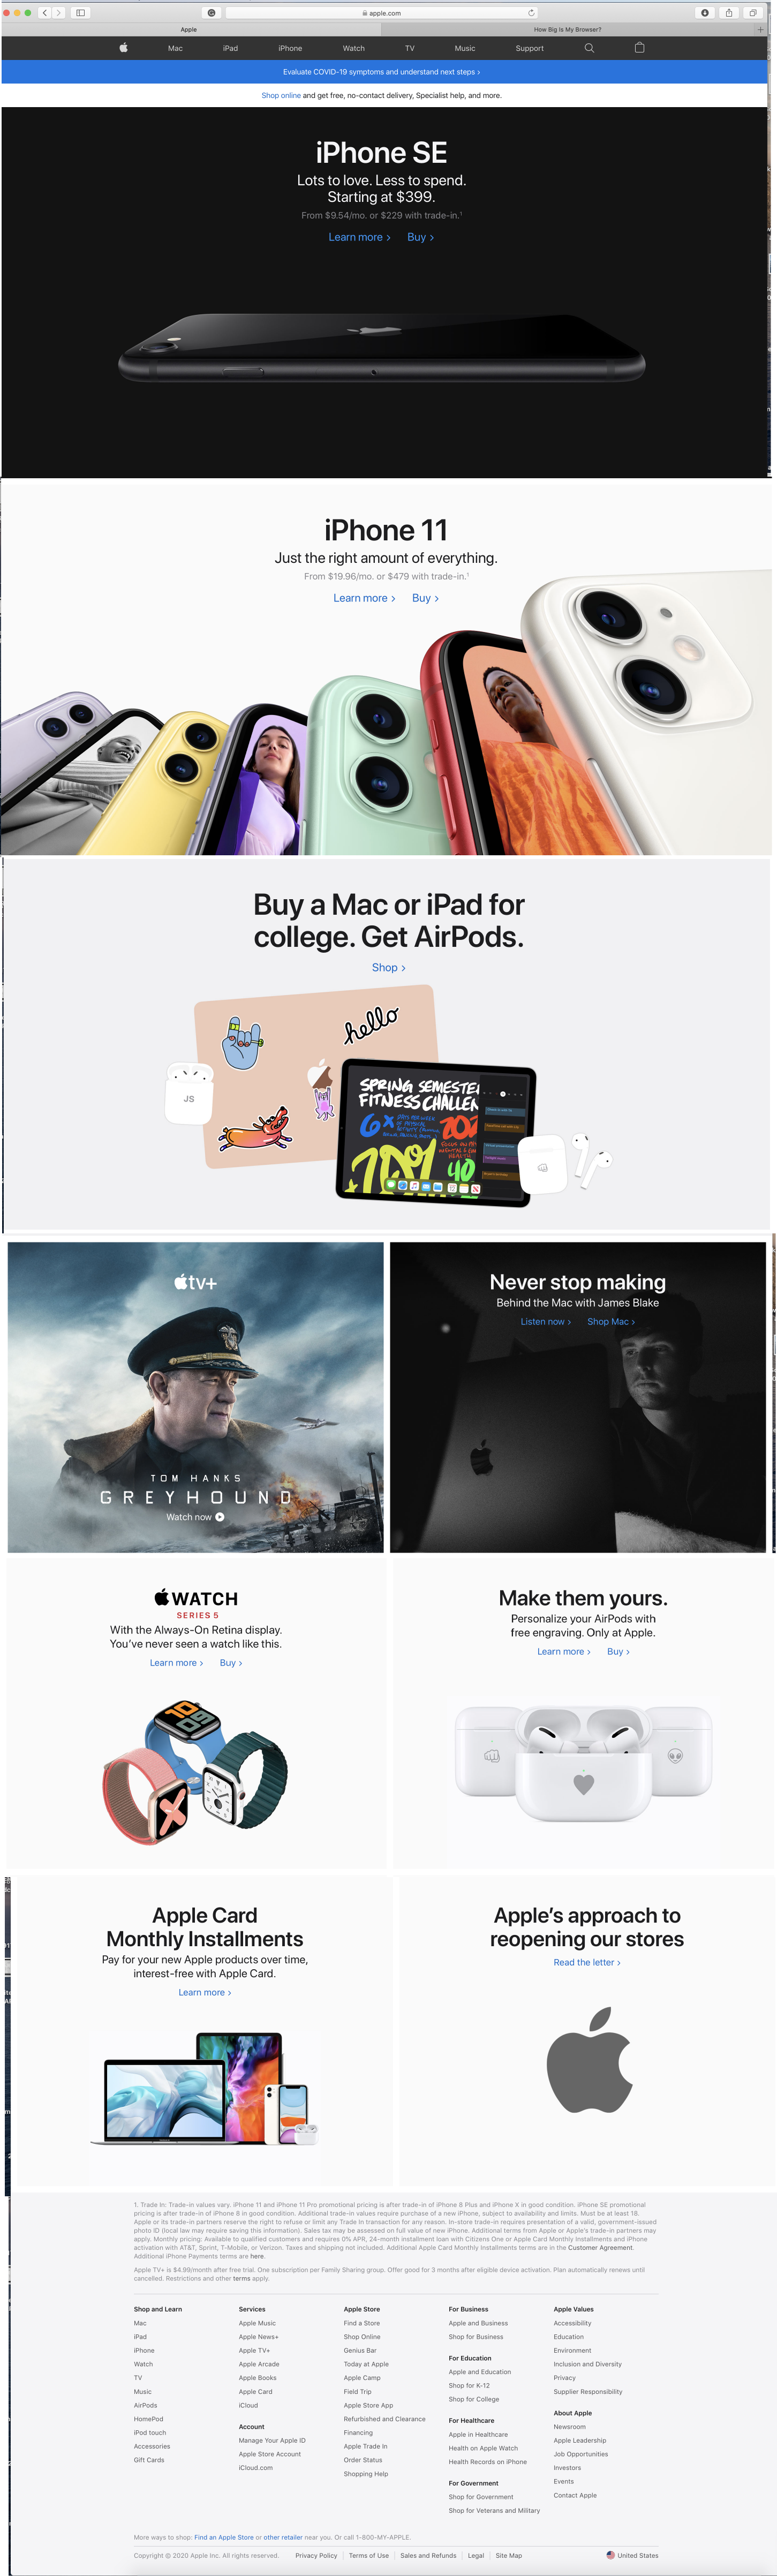 apple.com
Apple
How Big Is My Browser?
Mac iPad iPhone Watch TV Music Support
Evaluate COVID-19 symptoms and understand next steps >
Shop online and get free, no-contact delivery, Specialist help, and more.
iPhone SE
Lots to love. Less to spend.
Starting at $399.
From $9.54/mo. or $229 with trade-in.¹
Learn more > Buy >
iPhone 11
Just the right amount of everything.
From $19.96/mo. or $479 with trade-in.¹
Learn more > Buy >
Buy a Mac or iPad for
college. Get AirPods.
Shop >
hello
JS
SPRING SEMESTE
FITNESS CHALLEN
6x
40
tv+
TOM HANKS
GREYHOUND
Watch now
Never stop making
Behind the Mac with James Blake
Listen now > Shop Mac >
WATCH
SERIES 5
With the Always-On Retina display.
You've never seen a watch like this.
Learn more > Buy >
10
09
Make them yours.
Personalize your AirPods with
free engraving. Only at Apple.
Learn more > Buy >
Apple Card
Monthly Installments
Pay for your new Apple products over time,
interest-free with Apple Card.
Learn more >
Apple's approach to
reopening our stores
Read the letter >
1. Trade In: Trade-in values vary. iPhone 11 and iPhone 11 Pro promotional pricing is after trade-in of iPhone 8 Plus and iPhone X in good condition. iPhone SE promotional
pricing is after trade-in of iPhone 8 in good condition. Additional trade-in values require purchase of a new iPhone, subject to availability and limits. Must be at least 18.
Apple or its trade-in partners reserve the right to refuse or limit any Trade In transaction for any reason. In-store trade-in requires presentation of a valid, government-issued
photo ID (local law may require saving this information). Sales tax may be assessed on full value of new iPhone. Additional terms from Apple or Apple's trade-in partners may
apply. Monthly pricing: Available to qualified customers and requires 0% APR, 24-month installment loan with Citizens One or Apple Card Monthly Installments and iPhone
activation with AT&T, Sprint, T-Mobile, or Verizon. Taxes and shipping not included. Additional Apple Card Monthly Installments terms are in the Customer Agreement.
Additional iPhone Payments terms are here.
Apple TV+ is $4.99/month after free trial. One subscription per Family Sharing group. Offer good for 3 months after eligible device activation. Plan automatically renews until
cancelled. Restrictions and other terms apply.
Shop and Learn
Mac
iPad
iPhone
Watch
TV
Music
AirPods
HomePod
iPod touch
Accessories
Gift Cards
Services
Apple Music
Apple News+
Apple TV+
Apple Arcade
Apple Books
Apple Card
iCloud
Account
Manage Your Apple ID
Apple Store Account
iCloud.com
Apple Store
Find a Store
Shop Online
Genius Bar
Today at Apple
Apple Camp
Field Trip
Apple Store App
Refurbished and Clearance
Financing
Apple Trade In
Order Status
Shopping Help
For Business
Apple and Business
Shop for Business
For Education
Apple and Education
Shop for K-12
Shop for College
For Healthcare
Apple in Healthcare
Health on Apple Watch
Health Records on iPhone
For Government
Shop for Government
Shop for Veterans and Military
Apple Values
Accessibility
Education
Environment
Inclusion and Diversity
Privacy
Supplier Responsibility
About Apple
Newsroom
Apple Leadership
Job Opportunities
Investors
Events
Contact Apple
More ways to shop: Find an Apple Store or other retailer near you. Or call 1-800-MY-APPLE.
Copyright © 2020 Apple Inc. All rights reserved. Privacy Policy | Terms of Use | Sales and Refunds | Legal | Site Map United States